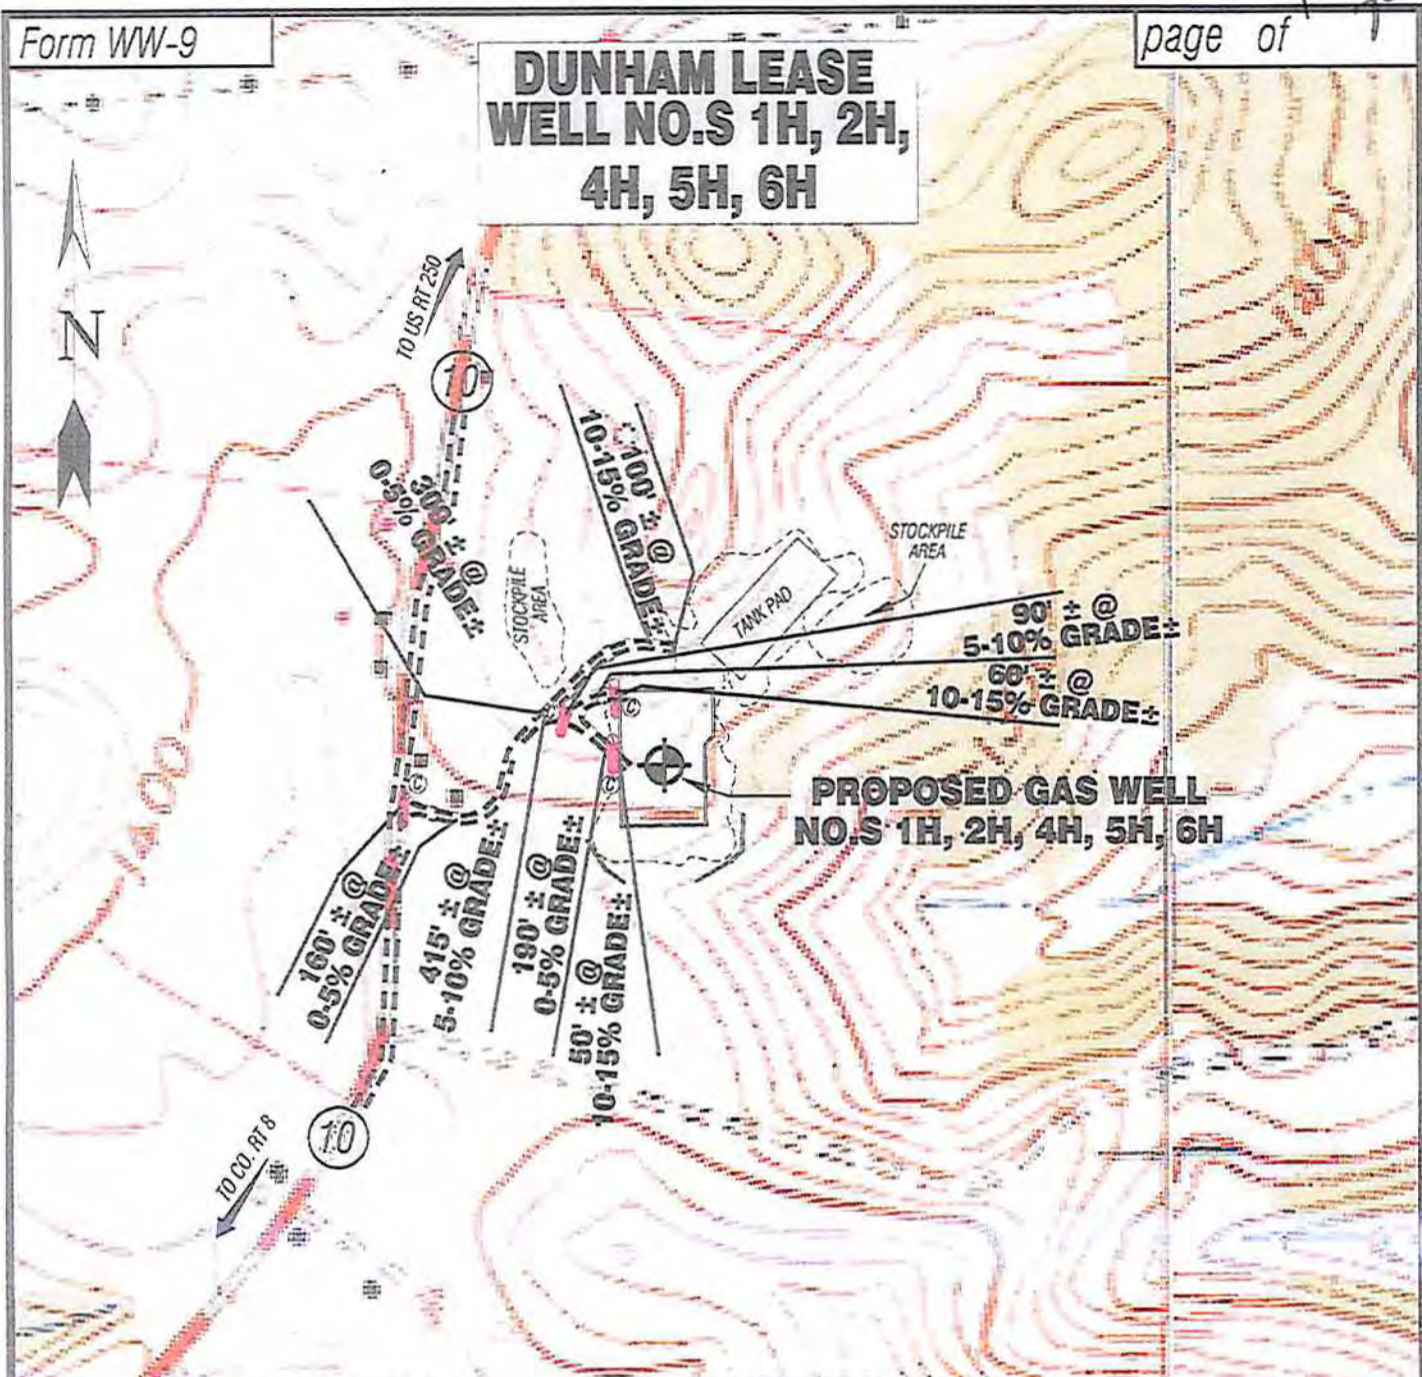 Form WW-9
page of
DUNHAM LEASE
WELL NO.S 1H, 2H,
4H, 5H, 6H
N
TO US RT 250
10
1400
300' ± @
0-5% GRADE±
100' ± @
10-15% GRADE±
STOCKPILE
AREA
STOCKPILE
AREA
TANK PAD
90' ± @
5-10% GRADE±
60' ± @
10-15% GRADE±
C
C
C
C
PROPOSED GAS WELL
NO.S 1H, 2H, 4H, 5H, 6H
1400
160' ± @
0-5% GRADE±
415' ± @
5-10% GRADE±
190' ± @
0-5% GRADE±
50' ± @
10-15% GRADE±
10
TO CO. RT 8